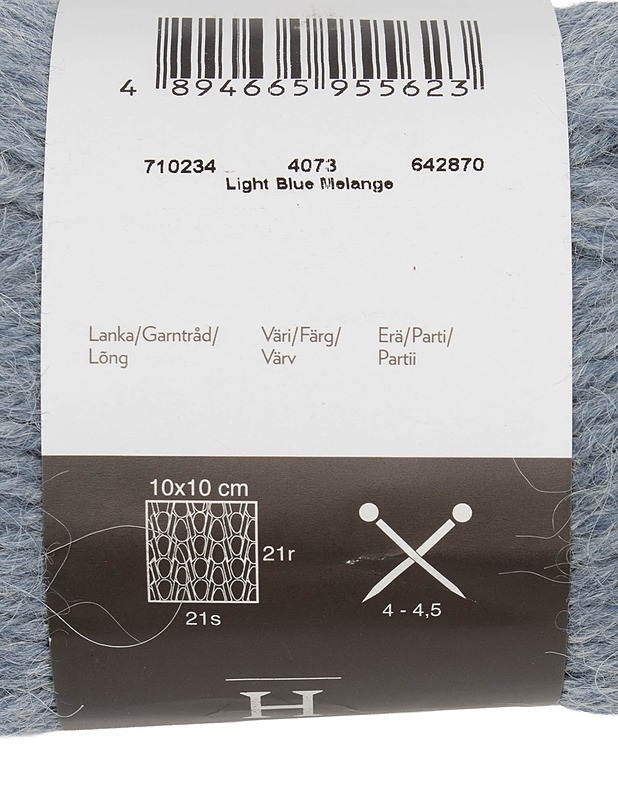 4 894665 955623
710234 4073 642870
Light Blue Melange
Lanka/Garntråd/ Väri/Färg/ Erä/Parti/
Lõng Värv Partii
10x10 cm
21r
21s
4 - 4,5
H